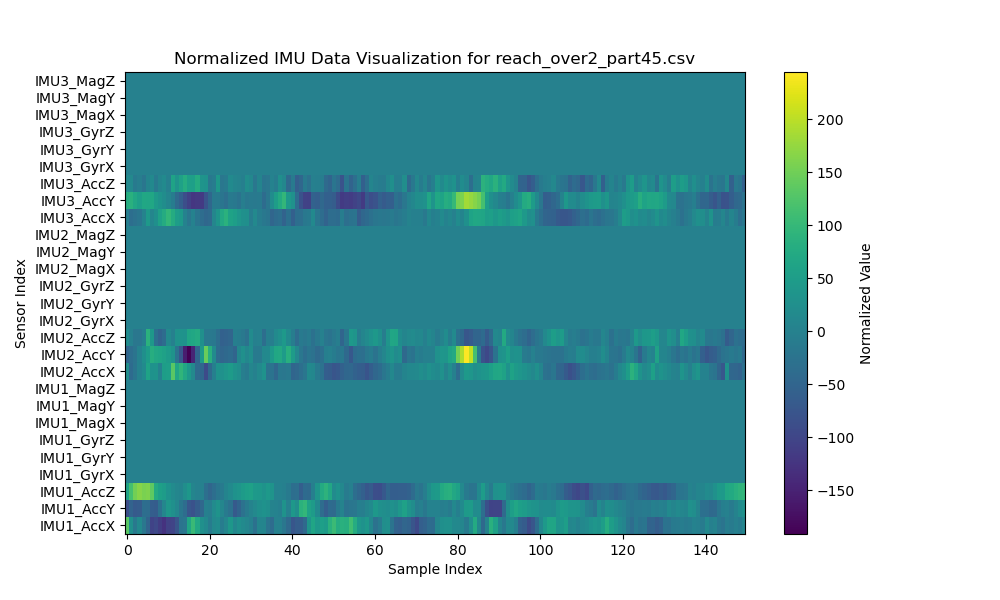 Normalized IMU Data Visualization for reach_over2_part45.csv
Sensor Index
IMU3_MagZ
IMU3_MagY
IMU3_MagX
IMU3_GyrZ
IMU3_GyrY
IMU3_GyrX
IMU3_AccZ
IMU3_AccY
IMU3_AccX
IMU2_MagZ
IMU2_MagY
IMU2_MagX
IMU2_GyrZ
IMU2_GyrY
IMU2_GyrX
IMU2_AccZ
IMU2_AccY
IMU2_AccX
IMU1_MagZ
IMU1_MagY
IMU1_MagX
IMU1_GyrZ
IMU1_GyrY
IMU1_GyrX
IMU1_AccZ
IMU1_AccY
IMU1_AccX
0 20 40 60 80 100 120 140
Sample Index
200
150
100
50
0
−50
−100
−150
Normalized Value